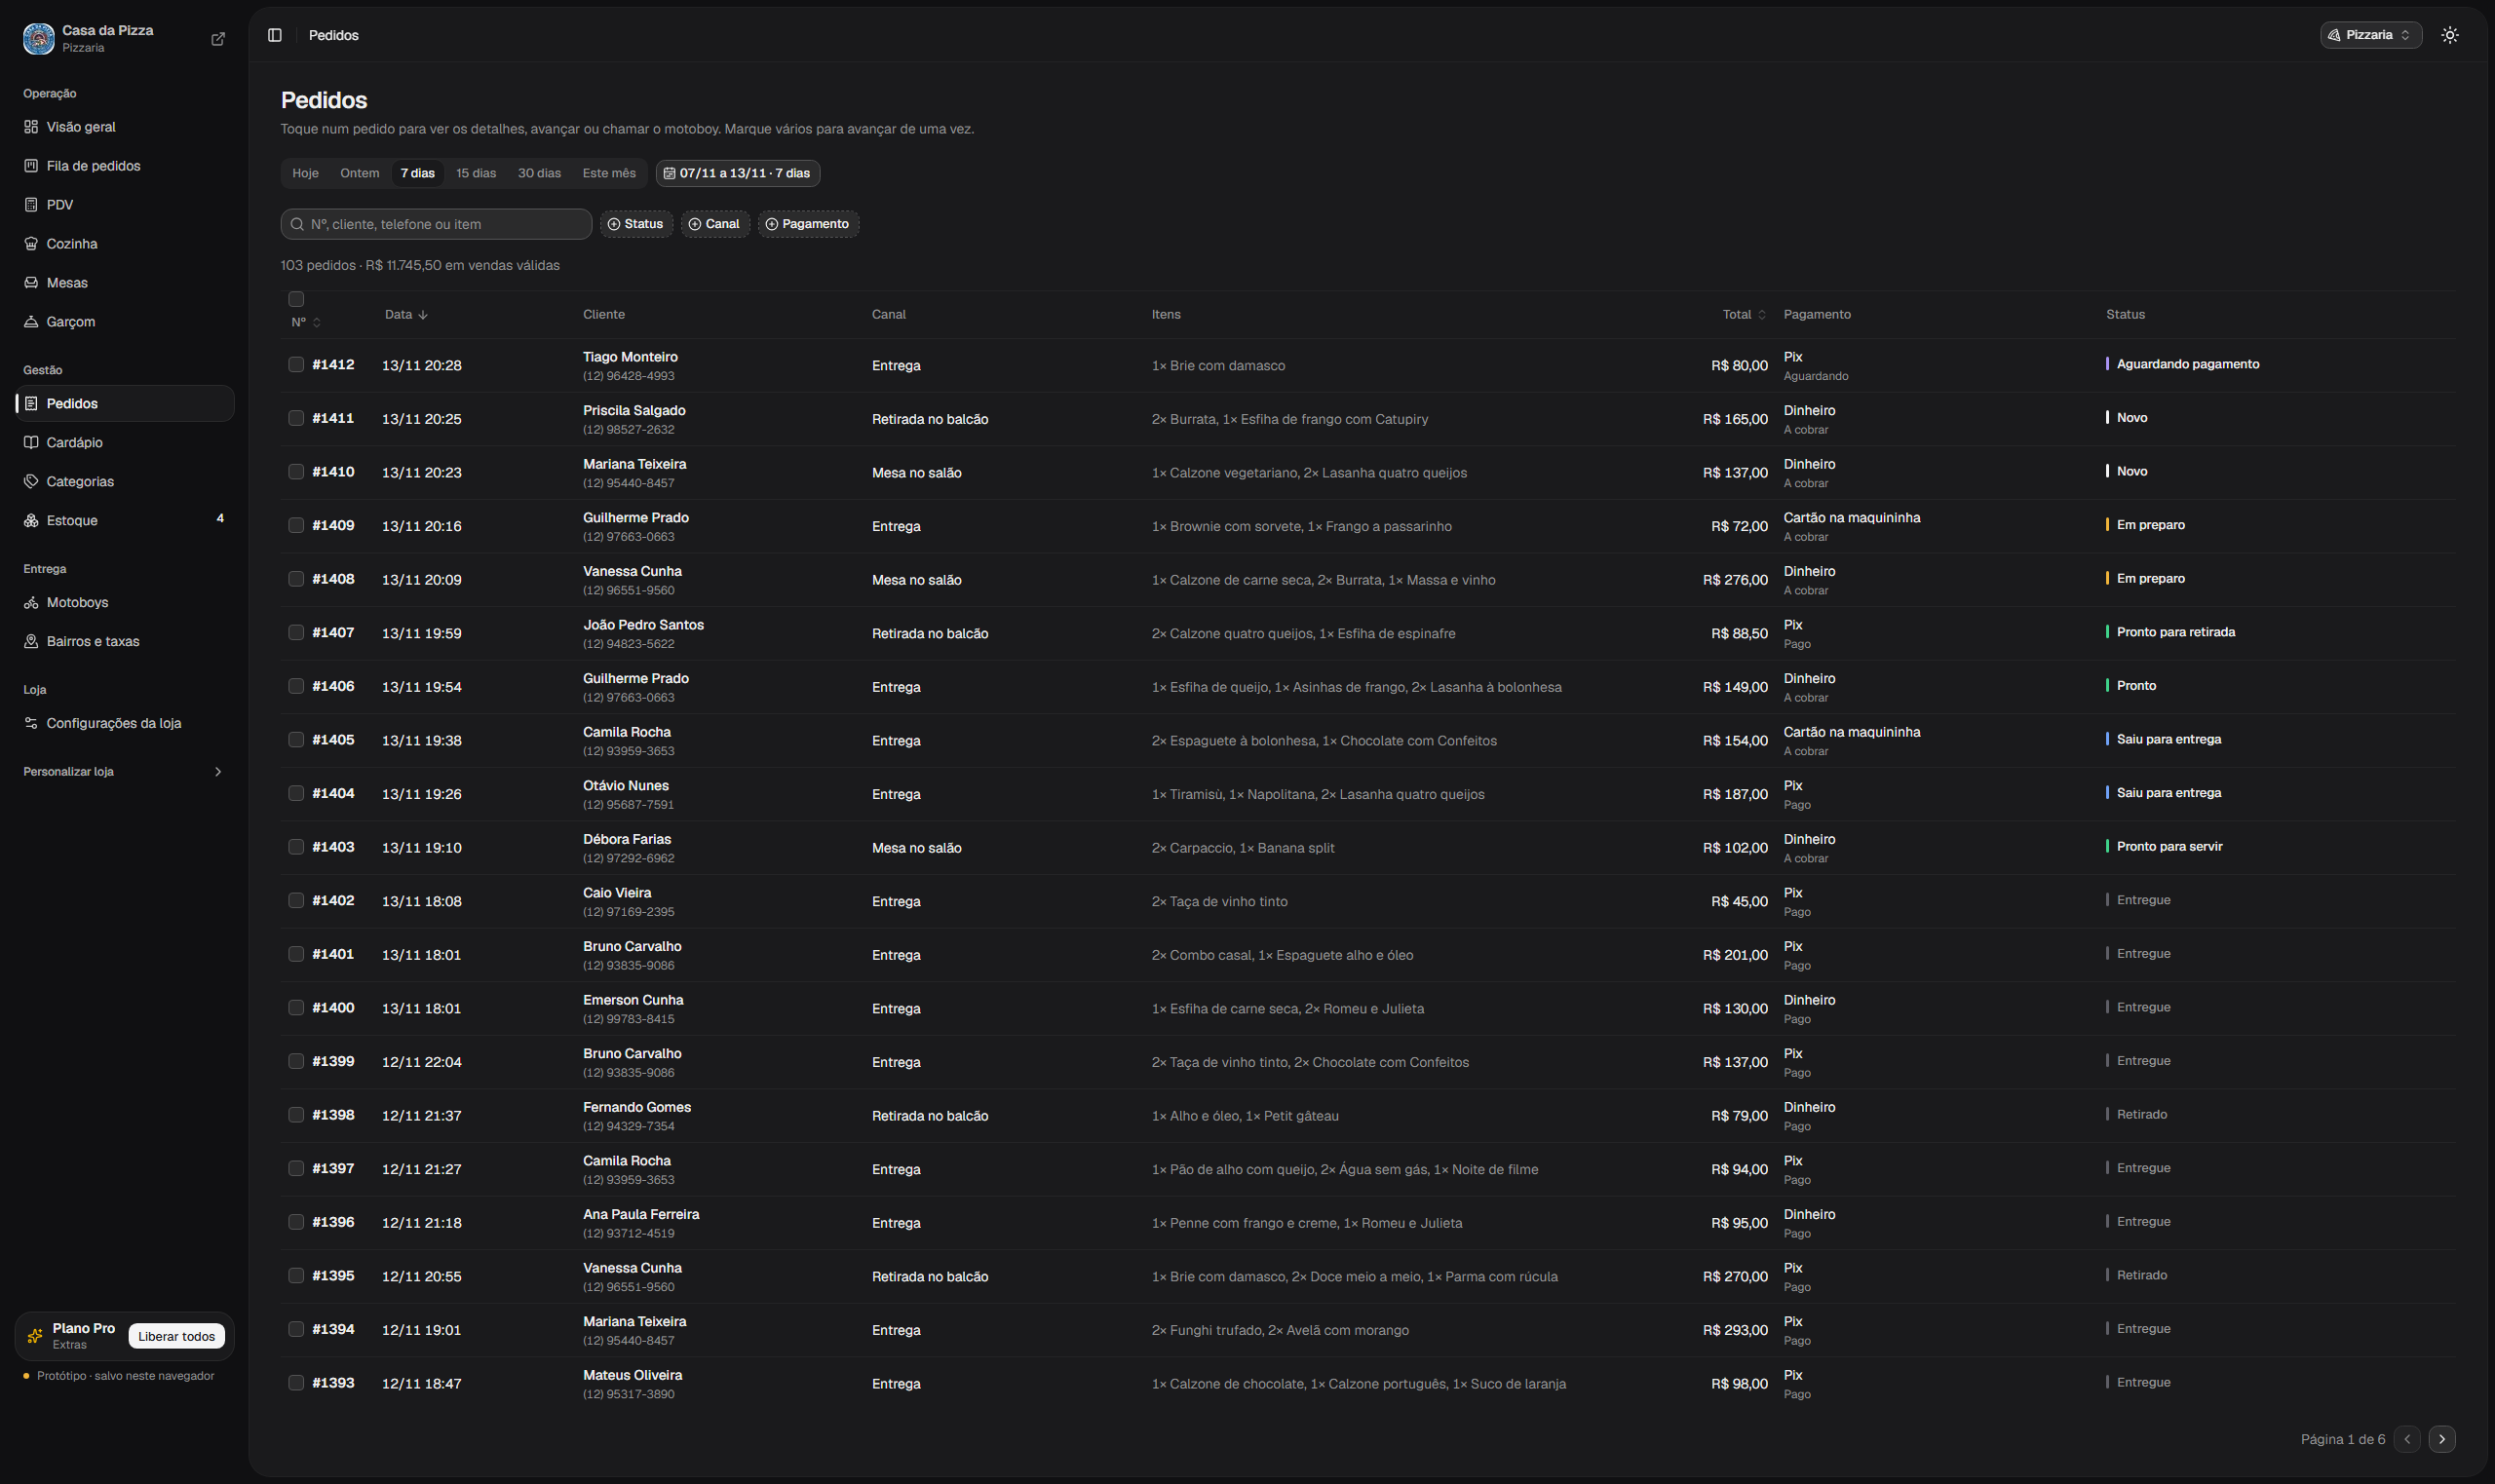 Casa da Pizza
Pizzaria
Operação
Visão geral
Fila de pedidos
PDV
Cozinha
Mesas
Garçom
Gestão
Pedidos
Cardápio
Categorias
Estoque 4
Entrega
Motoboys
Bairros e taxas
Loja
Configurações da loja
Personalizar loja
Plano Pro
Extras
Liberar todos
Protótipo · salvo neste navegador
Pedidos
Pizzaria
Pedidos
Toque num pedido para ver os detalhes, avançar ou chamar o motoboy. Marque vários para avançar de uma vez.
Hoje Ontem 7 dias 15 dias 30 dias Este mês 07/11 a 13/11 · 7 dias
Nº, cliente, telefone ou item Status Canal Pagamento
103 pedidos · R$ 11.745,50 em vendas válidas
Nº Data Cliente Canal Itens Total Pagamento Status
#1412 13/11 20:28 Tiago Monteiro Entrega 1× Brie com damasco R$ 80,00 Pix Aguardando pagamento
(12) 96428-4993 Aguardando
#1411 13/11 20:25 Priscila Salgado Retirada no balcão 2× Burrata, 1× Esfiha de frango com Catupiry R$ 165,00 Dinheiro Novo
(12) 98527-2632 A cobrar
#1410 13/11 20:23 Mariana Teixeira Mesa no salão 1× Calzone vegetariano, 2× Lasanha quatro queijos R$ 137,00 Dinheiro Novo
(12) 95440-8457 A cobrar
#1409 13/11 20:16 Guilherme Prado Entrega 1× Brownie com sorvete, 1× Frango a passarinho R$ 72,00 Cartão na maquininha Em preparo
(12) 97663-0663 A cobrar
#1408 13/11 20:09 Vanessa Cunha Mesa no salão 1× Calzone de carne seca, 2× Burrata, 1× Massa e vinho R$ 276,00 Dinheiro Em preparo
(12) 96551-9560 A cobrar
#1407 13/11 19:59 João Pedro Santos Retirada no balcão 2× Calzone quatro queijos, 1× Esfiha de espinafre R$ 88,50 Pix Pronto para retirada
(12) 94823-5622 Pago
#1406 13/11 19:54 Guilherme Prado Entrega 1× Esfiha de queijo, 1× Asinhas de frango, 2× Lasanha à bolonhesa R$ 149,00 Dinheiro Pronto
(12) 97663-0663 A cobrar
#1405 13/11 19:38 Camila Rocha Entrega 2× Espaguete à bolonhesa, 1× Chocolate com Confeitos R$ 154,00 Cartão na maquininha Saiu para entrega
(12) 93959-3653 A cobrar
#1404 13/11 19:26 Otávio Nunes Entrega 1× Tiramisù, 1× Napolitana, 2× Lasanha quatro queijos R$ 187,00 Pix Saiu para entrega
(12) 95687-7591 Pago
#1403 13/11 19:10 Débora Farias Mesa no salão 2× Carpaccio, 1× Banana split R$ 102,00 Dinheiro Pronto para servir
(12) 97292-6962 A cobrar
#1402 13/11 18:08 Caio Vieira Entrega 2× Taça de vinho tinto R$ 45,00 Pix Entregue
(12) 97169-2395 Pago
#1401 13/11 18:01 Bruno Carvalho Entrega 2× Combo casal, 1× Espaguete alho e óleo R$ 201,00 Pix Entregue
(12) 93835-9086 Pago
#1400 13/11 18:01 Emerson Cunha Entrega 1× Esfiha de carne seca, 2× Romeu e Julieta R$ 130,00 Dinheiro Entregue
(12) 99783-8415 Pago
#1399 12/11 22:04 Bruno Carvalho Entrega 2× Taça de vinho tinto, 2× Chocolate com Confeitos R$ 137,00 Pix Entregue
(12) 93835-9086 Pago
#1398 12/11 21:37 Fernando Gomes Retirada no balcão 1× Alho e óleo, 1× Petit gâteau R$ 79,00 Dinheiro Retirado
(12) 94329-7354 Pago
#1397 12/11 21:27 Camila Rocha Entrega 1× Pão de alho com queijo, 2× Água sem gás, 1× Noite de filme R$ 94,00 Pix Entregue
(12) 93959-3653 Pago
#1396 12/11 21:18 Ana Paula Ferreira Entrega 1× Penne com frango e creme, 1× Romeu e Julieta R$ 95,00 Dinheiro Entregue
(12) 93712-4519 Pago
#1395 12/11 20:55 Vanessa Cunha Retirada no balcão 1× Brie com damasco, 2× Doce meio a meio, 1× Parma com rúcula R$ 270,00 Pix Retirado
(12) 96551-9560 Pago
#1394 12/11 19:01 Mariana Teixeira Entrega 2× Funghi trufado, 2× Avelã com morango R$ 293,00 Pix Entregue
(12) 95440-8457 Pago
#1393 12/11 18:47 Mateus Oliveira Entrega 1× Calzone de chocolate, 1× Calzone português, 1× Suco de laranja R$ 98,00 Pix Entregue
(12) 95317-3890 Pago
Página 1 de 6